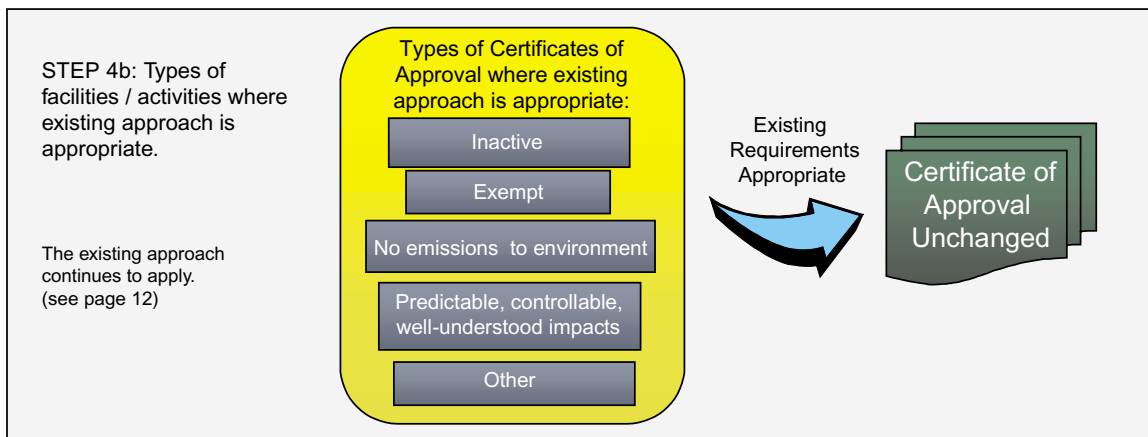 STEP 4b: Types of
facilities / activities where
existing approach is
appropriate.
The existing approach
continues to apply.
(see page 12)
Types of Certificates of
Approval where existing
approach is appropriate:
Inactive
Exempt
No emissions to environment
Predictable, controllable,
well-understood impacts
Other
Existing
Requirements
Appropriate
Certificate of
Approval
Unchanged